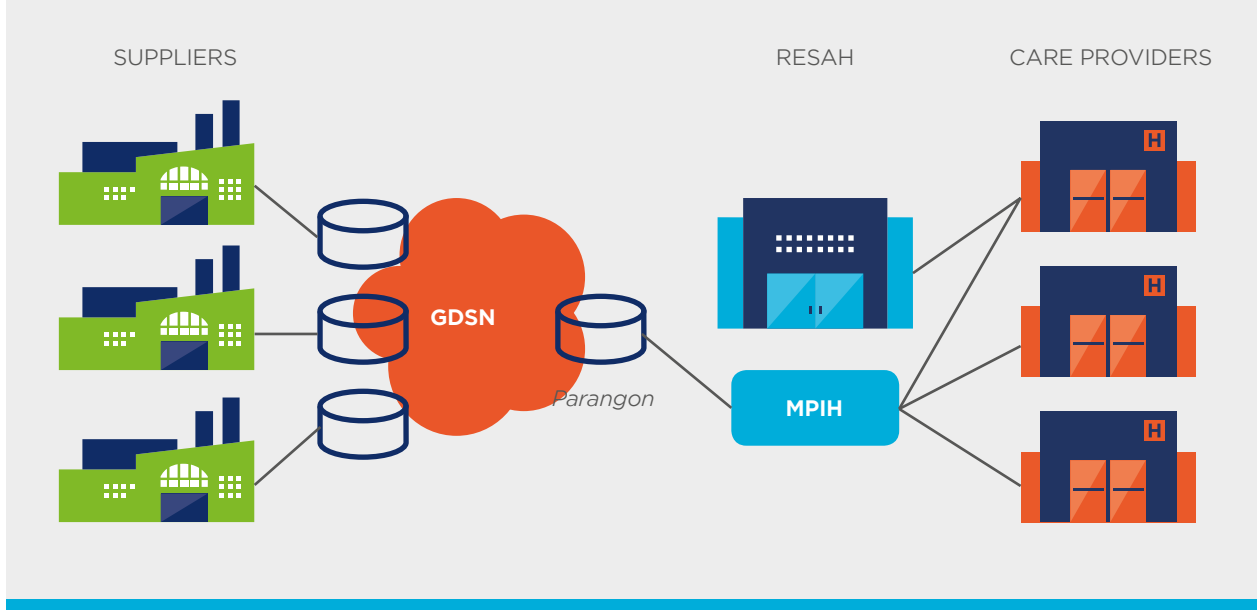 SUPPLIERS
RESAH
CARE PROVIDERS
H
H
GDSN
Parangon
MPIH
H